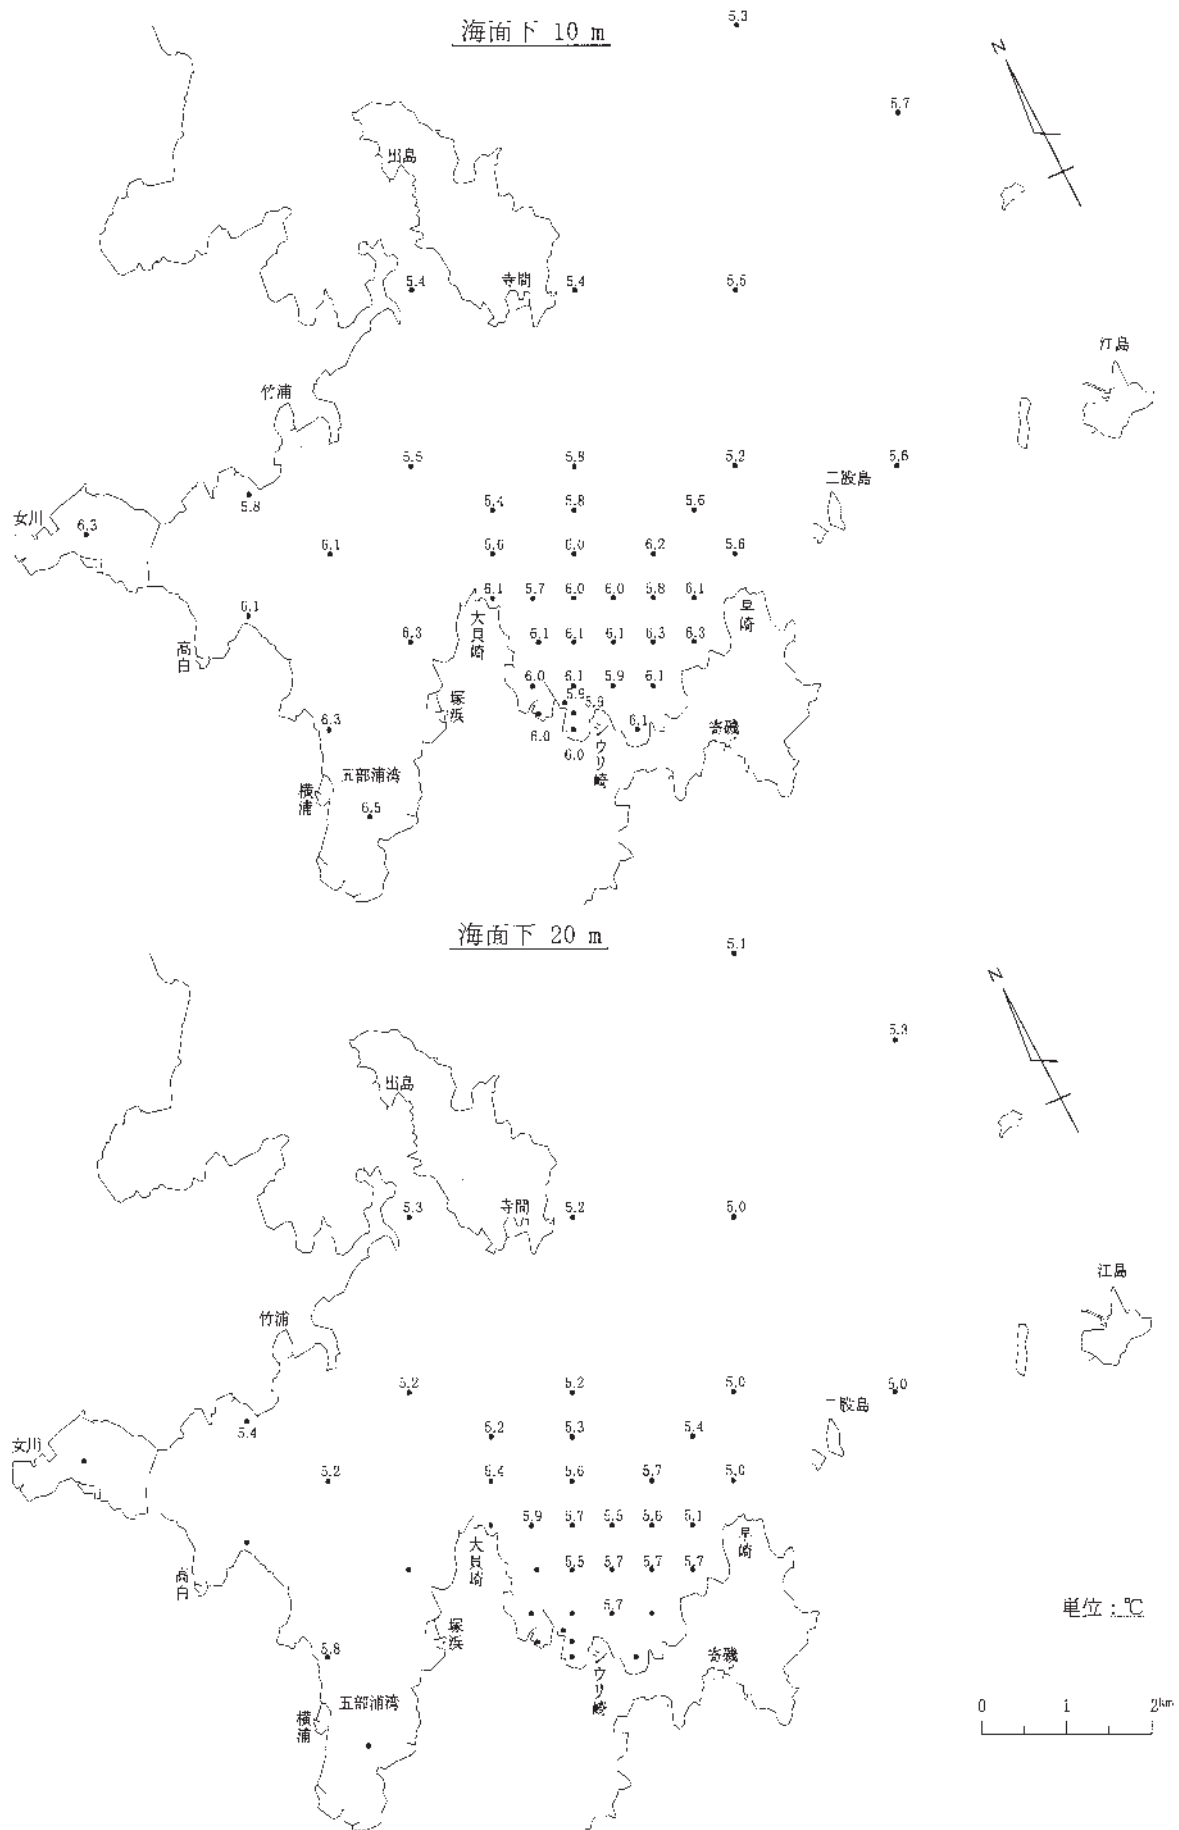 海面下 10 m
5.3
5.7
N
出島
5.4
寺間
5.4
5.5
江島
竹浦
5.5
5.8
5.2
5.6
二股島
5.8
5.4
5.8
5.6
女川
6.3
6.1
5.6
6.0
6.2
5.6
6.1
5.7
6.0
6.0
5.8
6.1
早崎
6.1
大貝崎
高白
6.3
6.1
6.1
6.1
6.3
6.3
6.0
6.1
5.9
6.1
塚浜
5.9
5.9
6.3
6.0
6.0
シウリ崎
6.1
寄磯
五部浦湾
横浦
6.5
海面下 20 m
5.1
5.3
N
出島
5.3
寺間
5.2
5.0
江島
竹浦
5.2
5.2
5.0
5.0
二股島
5.4
5.2
5.3
5.4
女川
5.2
5.4
5.6
5.7
5.0
5.9
5.7
5.5
5.6
5.1
早崎
大貝崎
高白
5.5
5.7
5.7
5.7
5.7
単位：℃
塚浜
5.8
シウリ崎
寄磯
五部浦湾
横浦
0 1 2km